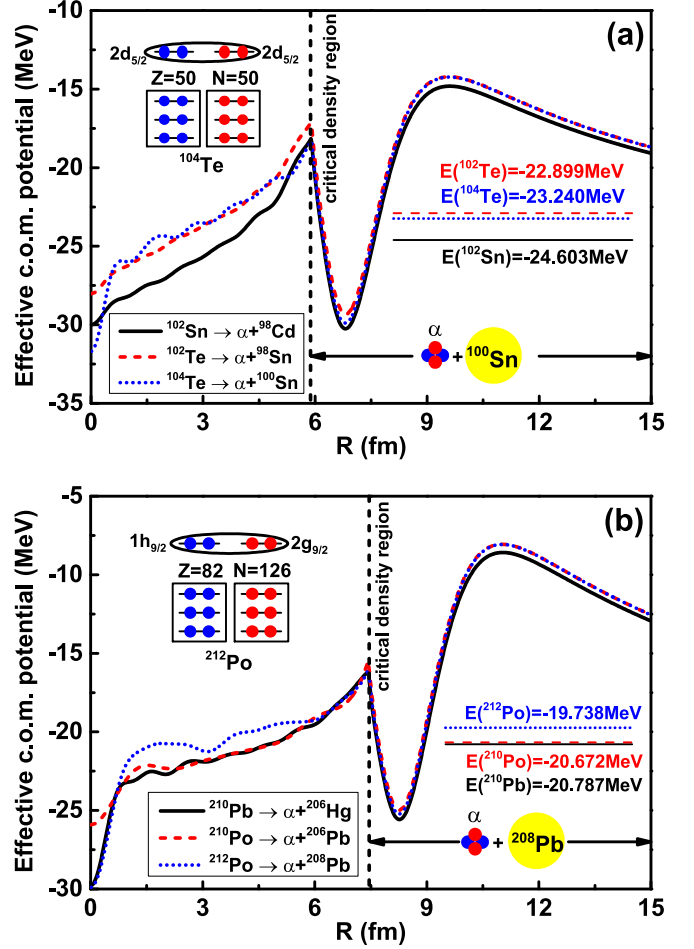 (a)
Effective c.o.m. potential (MeV)
-10
-15
-20
-25
-30
-35
2d5/2 2d5/2
Z=50 N=50
104Te
critical density region
E(102Te)=-22.899MeV
E(104Te)=-23.240MeV
E(102Sn)=-24.603MeV
102Sn → α+98Cd
102Te → α+98Sn
104Te → α+100Sn
α
+ 100Sn
0 3 6 9 12 15
R (fm)
(b)
Effective c.o.m. potential (MeV)
-5
-10
-15
-20
-25
-30
1h9/2 2g9/2
Z=82 N=126
212Po
critical density region
E(212Po)=-19.738MeV
E(210Po)=-20.672MeV
E(210Pb)=-20.787MeV
210Pb → α+206Hg
210Po → α+206Pb
212Po → α+208Pb
α
+ 208Pb
0 3 6 9 12 15
R (fm)